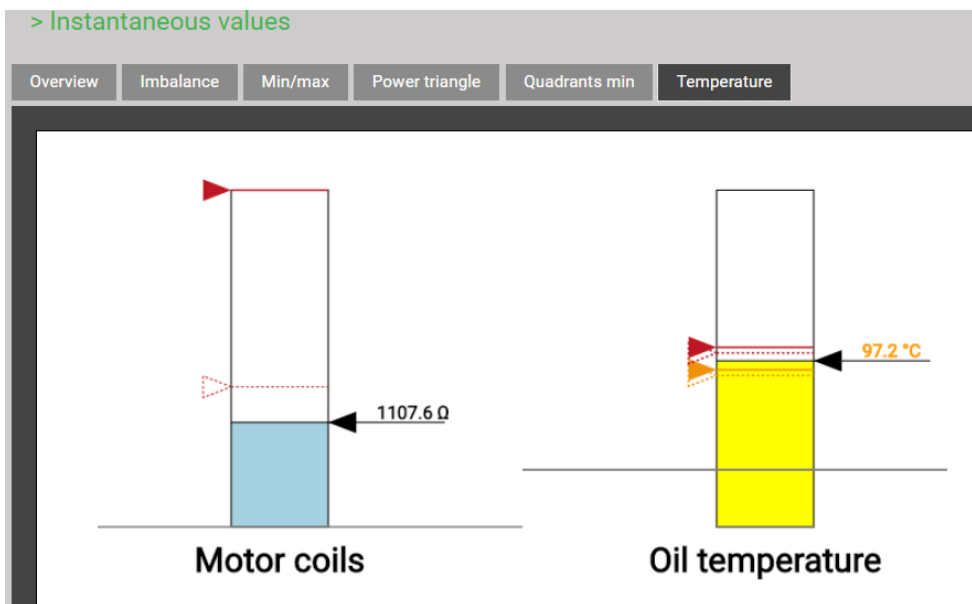 > Instantaneous values
Overview Imbalance Min/max Power triangle Quadrants min Temperature
97.2 °C
1107.6 Ω
Motor coils Oil temperature